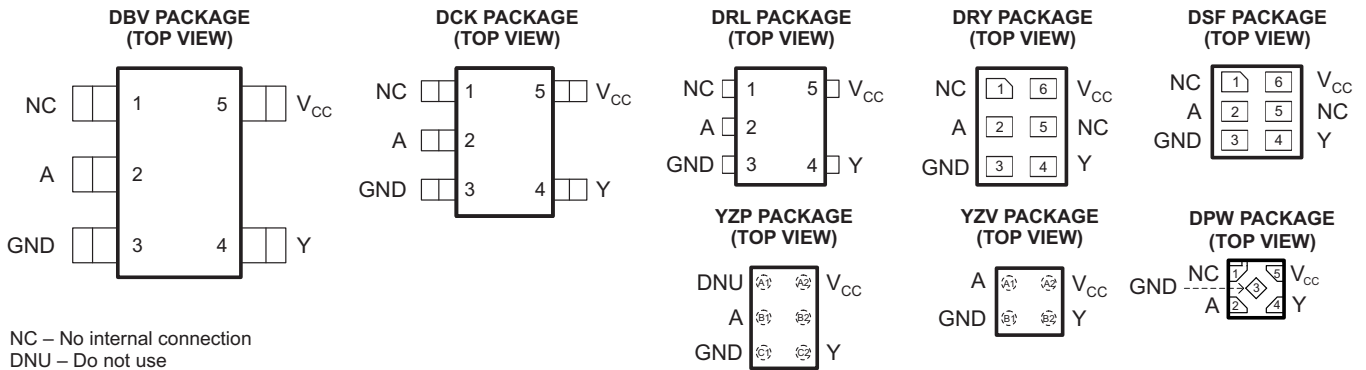 DBV PACKAGE
(TOP VIEW)
NC 1 5 VCC
A 2
GND 3 4 Y
DCK PACKAGE
(TOP VIEW)
NC 1 5 VCC
A 2
GND 3 4 Y
DRL PACKAGE
(TOP VIEW)
NC 1 5 VCC
A 2
GND 3 4 Y
DRY PACKAGE
(TOP VIEW)
NC 1 6 VCC
A 2 5 NC
GND 3 4 Y
DSF PACKAGE
(TOP VIEW)
NC 1 6 VCC
A 2 5 NC
GND 3 4 Y
YZP PACKAGE
(TOP VIEW)
DNU A1 A2 VCC
A B1 B2
GND C1 C2 Y
YZV PACKAGE
(TOP VIEW)
A A1 A2 VCC
GND B1 B2 Y
DPW PACKAGE
(TOP VIEW)
NC 1 5 VCC
GND 3
A 2 4 Y
NC – No internal connection
DNU – Do not use